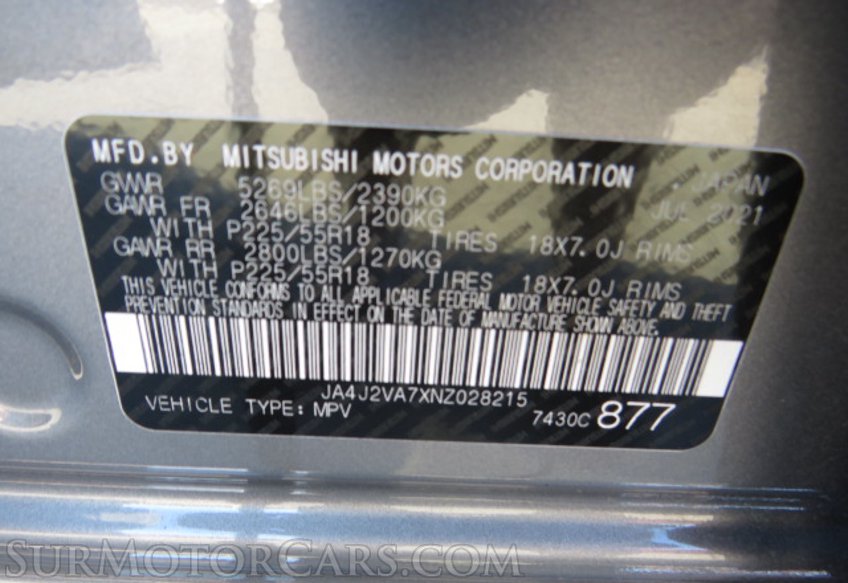 MFD.BY MITSUBISHI MOTORS CORPORATION . JAPAN
GVWR 5269LBS/2390KG JUL 2021
GAWR FR 2646LBS/1200KG
WITH P225/55R18 TIRES 18X7.0J RIMS
GAWR RR 2800LBS/1270KG
WITH P225/55R18 TIRES 18X7.0J RIMS
THIS VEHICLE CONFORMS TO ALL APPLICABLE FEDERAL MOTOR VEHICLE SAFETY AND THEFT
PREVENTION STANDARDS IN EFFECT ON THE DATE OF MANUFACTURE SHOWN ABOVE.
JA4J2VA7XNZ028215
VEHICLE TYPE: MPV 7430C 877
SURMOTORCARS.COM